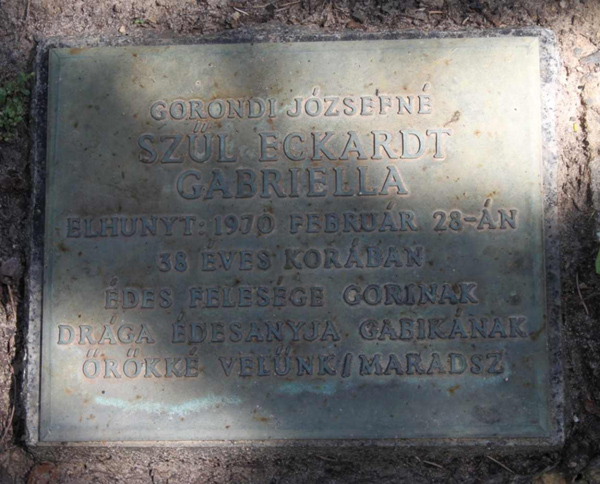 GORONDI JÓZSEFNÉ
SZÜL ECKARDT
GABRIELLA
ELHUNYT: 1970 FEBRUÁR 28-ÁN
38 ÉVES KORÁBAN
ÉDES FELESÉGE GORINAK
DRÁGA ÉDESANYJA GABIKÁNAK
ÖRÖKKÉ VELÜNK MARADSZ